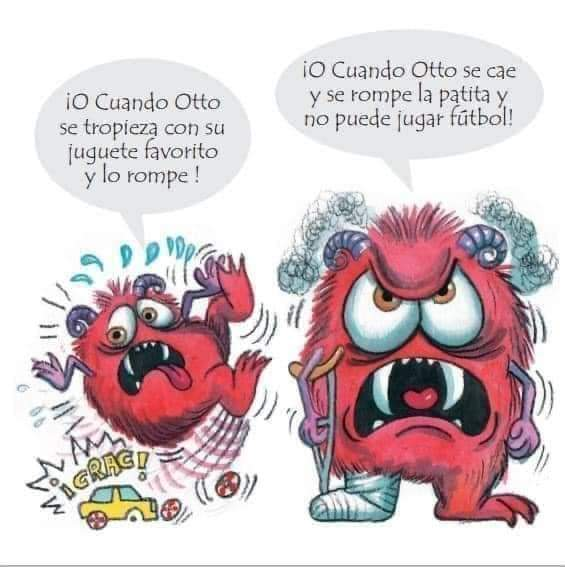 ¡O Cuando Otto
se tropieza con su
juguete favorito
y lo rompe !
¡O Cuando Otto se cae
y se rompe la patita y
no puede jugar fútbol!
¡CRAC!